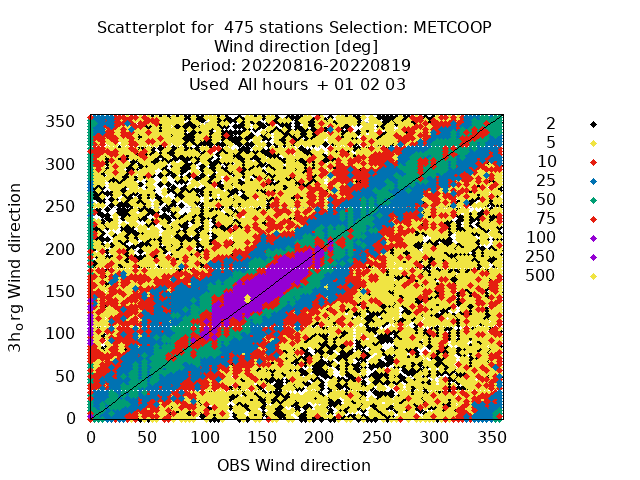 Scatterplot for  475 stations Selection: METCOOP
Wind direction [deg]
Period: 20220816-20220819
Used  All hours  + 01 02 03
350
300
250
200
150
100
50
0
0 50 100 150 200 250 300 350
3h_org Wind direction
OBS Wind direction
2
5
10
25
50
75
100
250
500